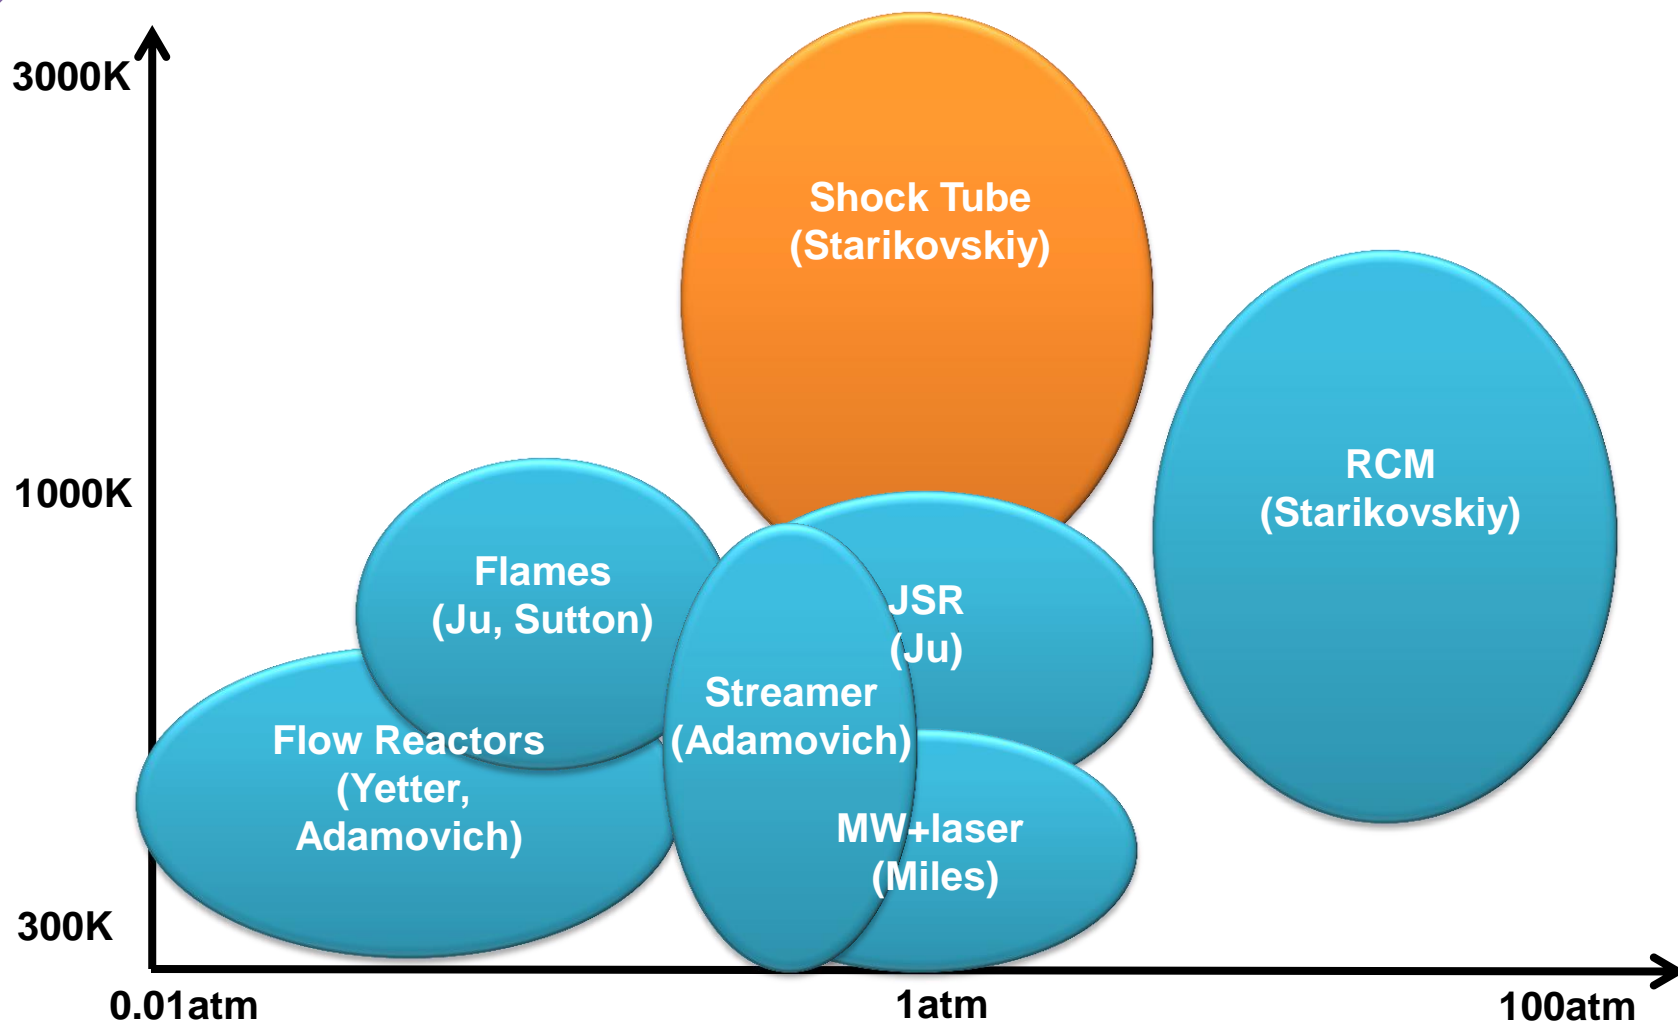 3000K
Shock Tube
(Starikovskiy)
RCM
(Starikovskiy)
1000K
Flames
(Ju, Sutton)
JSR
(Ju)
Streamer
(Adamovich)
Flow Reactors
(Yetter,
Adamovich)
MW+laser
(Miles)
300K
0.01atm
1atm
100atm